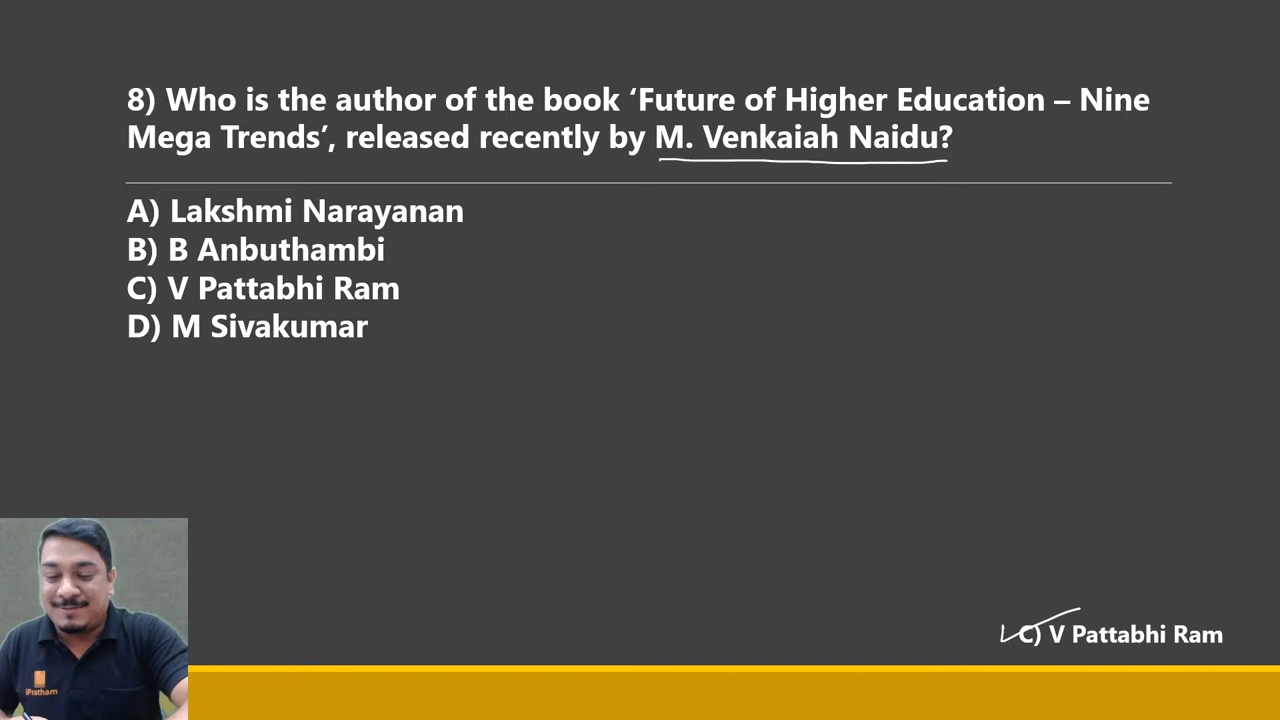 8) Who is the author of the book ‘Future of Higher Education – Nine
Mega Trends’, released recently by M. Venkaiah Naidu?
A) Lakshmi Narayanan
B) B Anbuthambi
C) V Pattabhi Ram
D) M Sivakumar
C) V Pattabhi Ram
iPratham